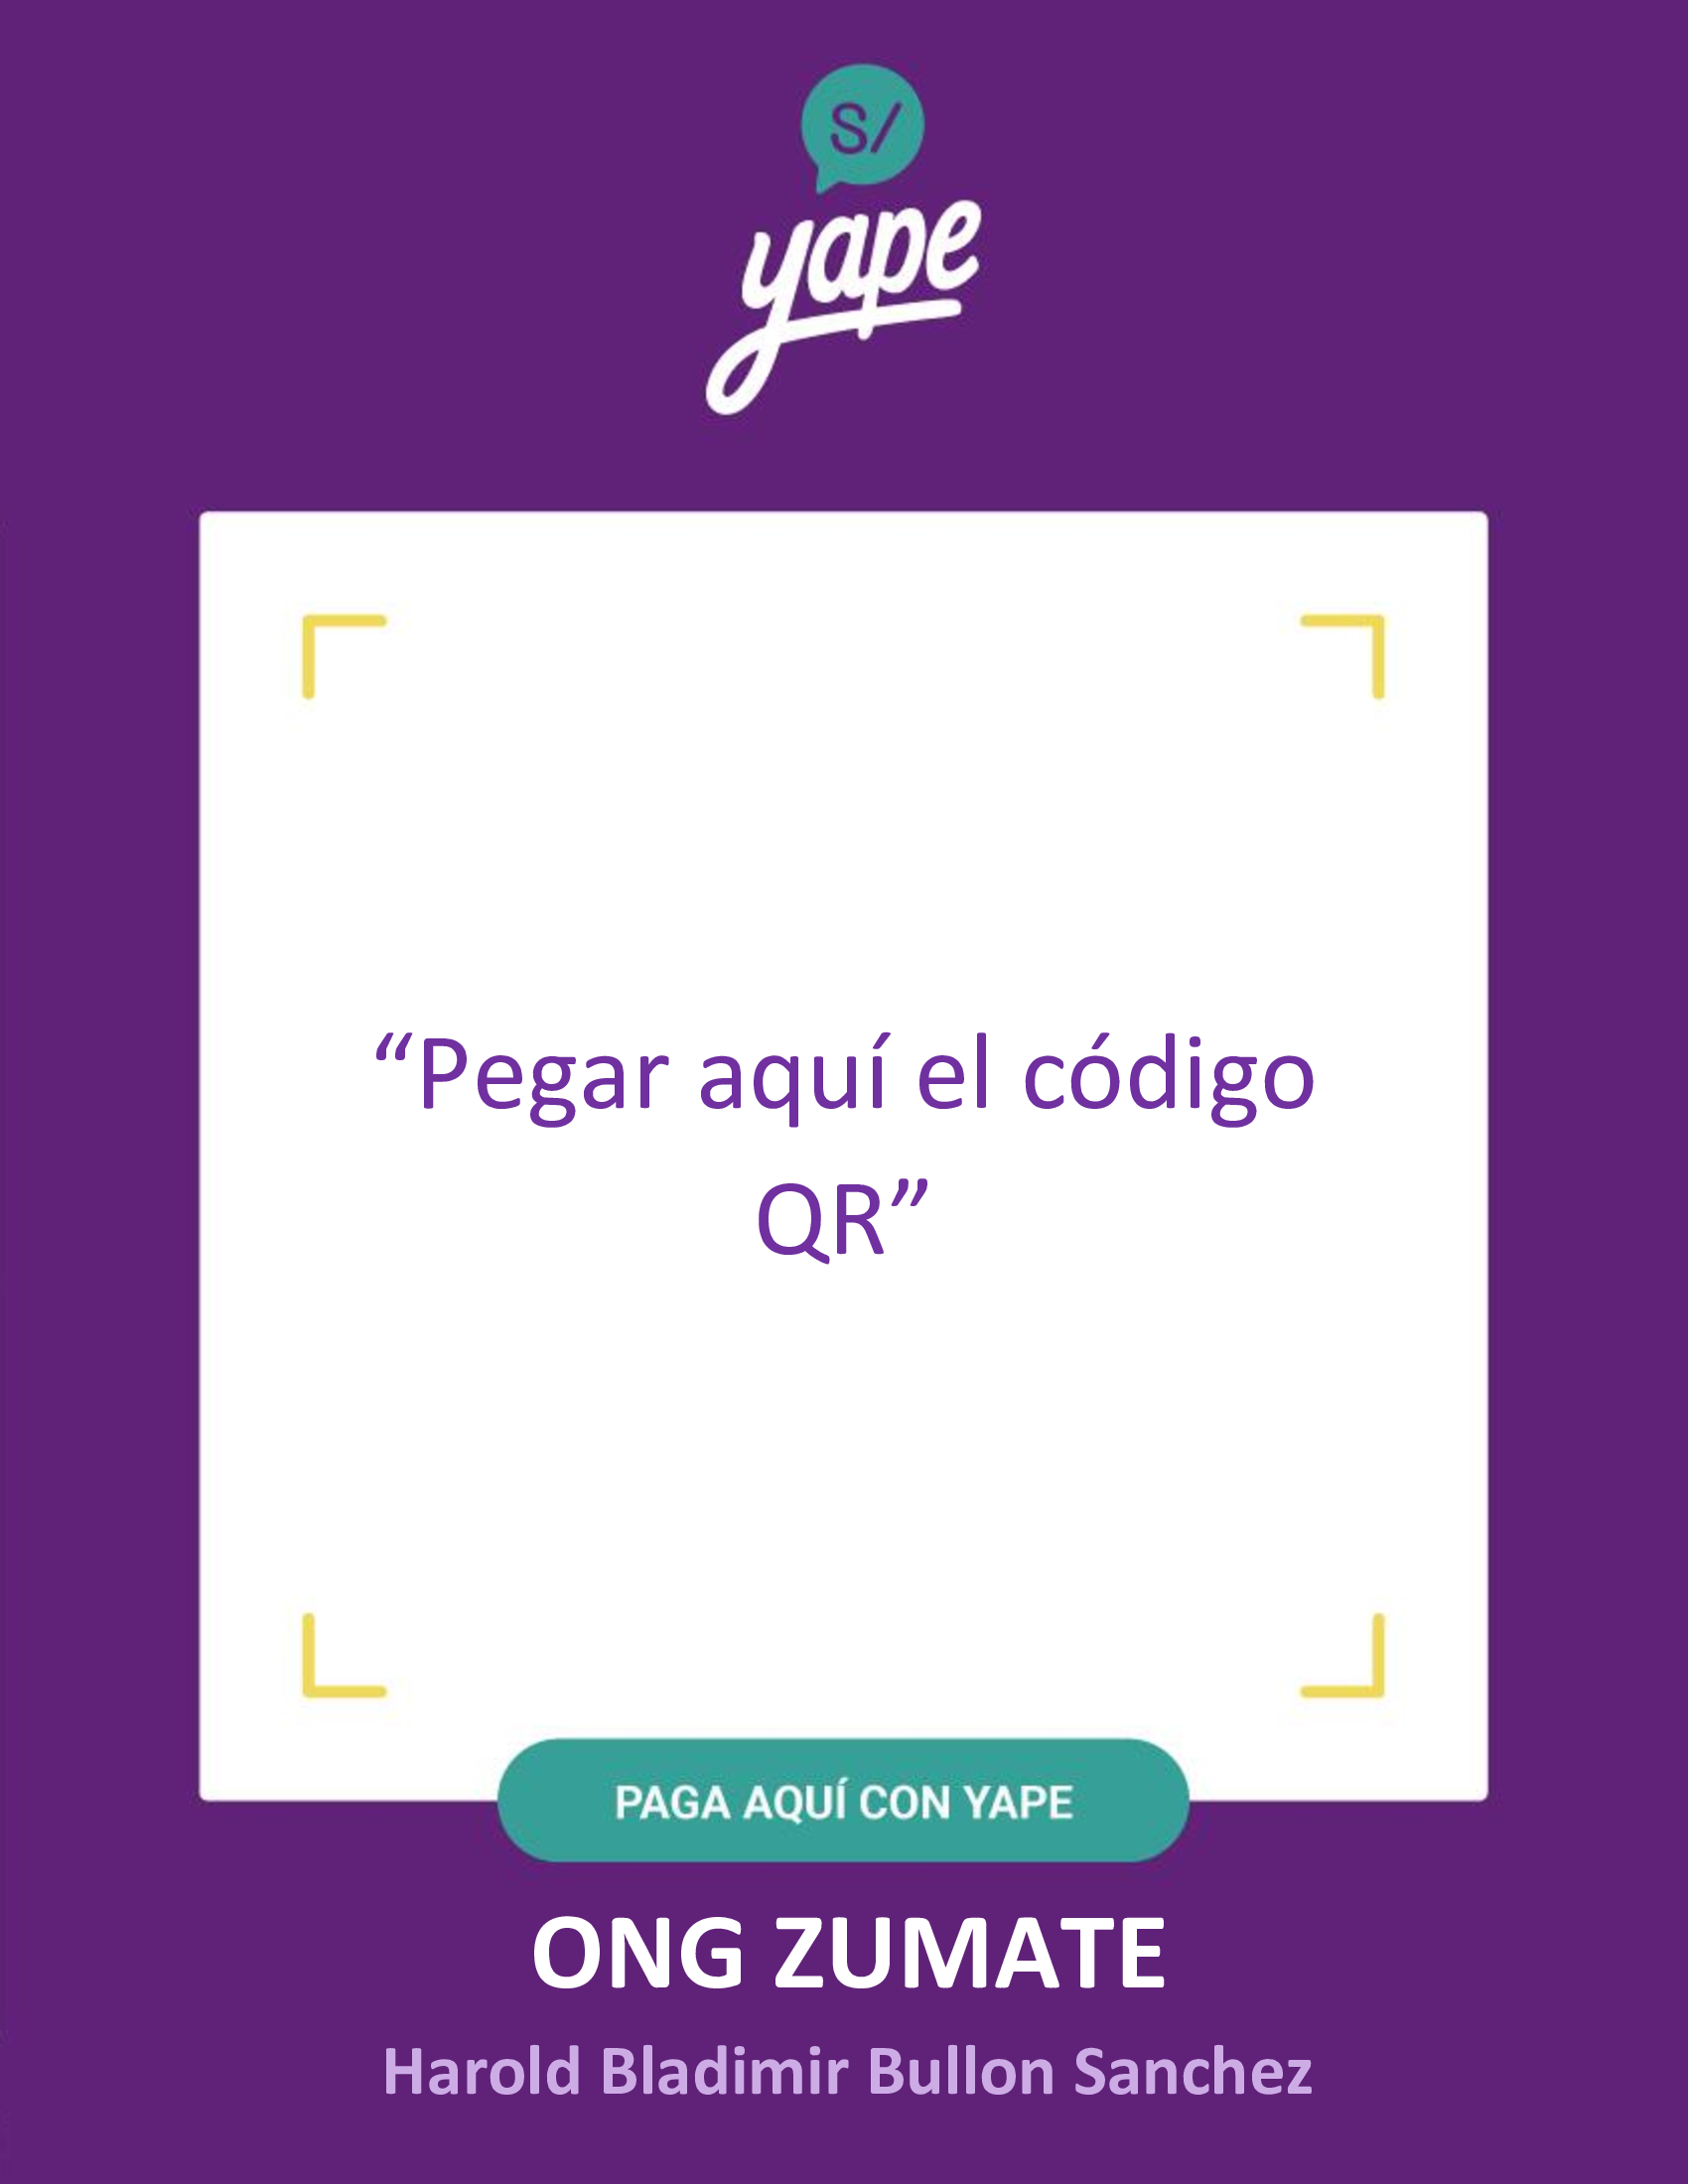 S/
yape
“Pegar aquí el código
QR”
PAGA AQUÍ CON YAPE
ONG ZUMATE
Harold Bladimir Bullon Sanchez